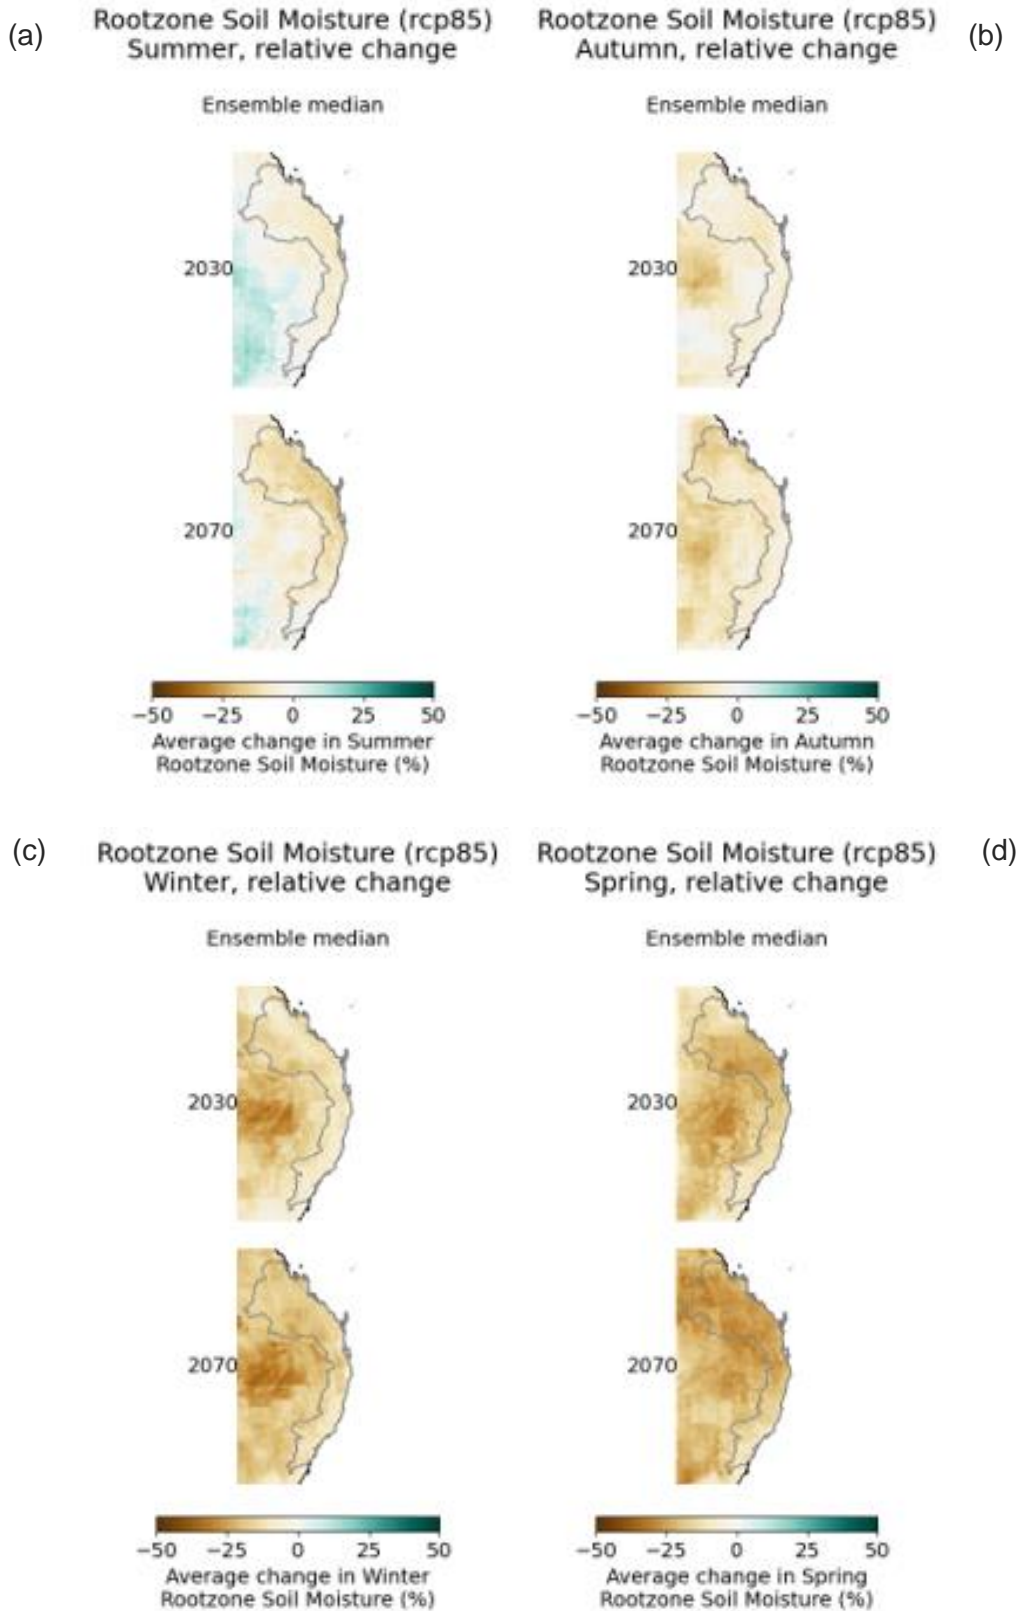 (a)
Rootzone Soil Moisture (rcp85)
Summer, relative change
Ensemble median
2030
2070
−50 −25 0 25 50
Average change in Summer
Rootzone Soil Moisture (%)
(b)
Rootzone Soil Moisture (rcp85)
Autumn, relative change
Ensemble median
2030
2070
−50 −25 0 25 50
Average change in Autumn
Rootzone Soil Moisture (%)
(c)
Rootzone Soil Moisture (rcp85)
Winter, relative change
Ensemble median
2030
2070
−50 −25 0 25 50
Average change in Winter
Rootzone Soil Moisture (%)
(d)
Rootzone Soil Moisture (rcp85)
Spring, relative change
Ensemble median
2030
2070
−50 −25 0 25 50
Average change in Spring
Rootzone Soil Moisture (%)